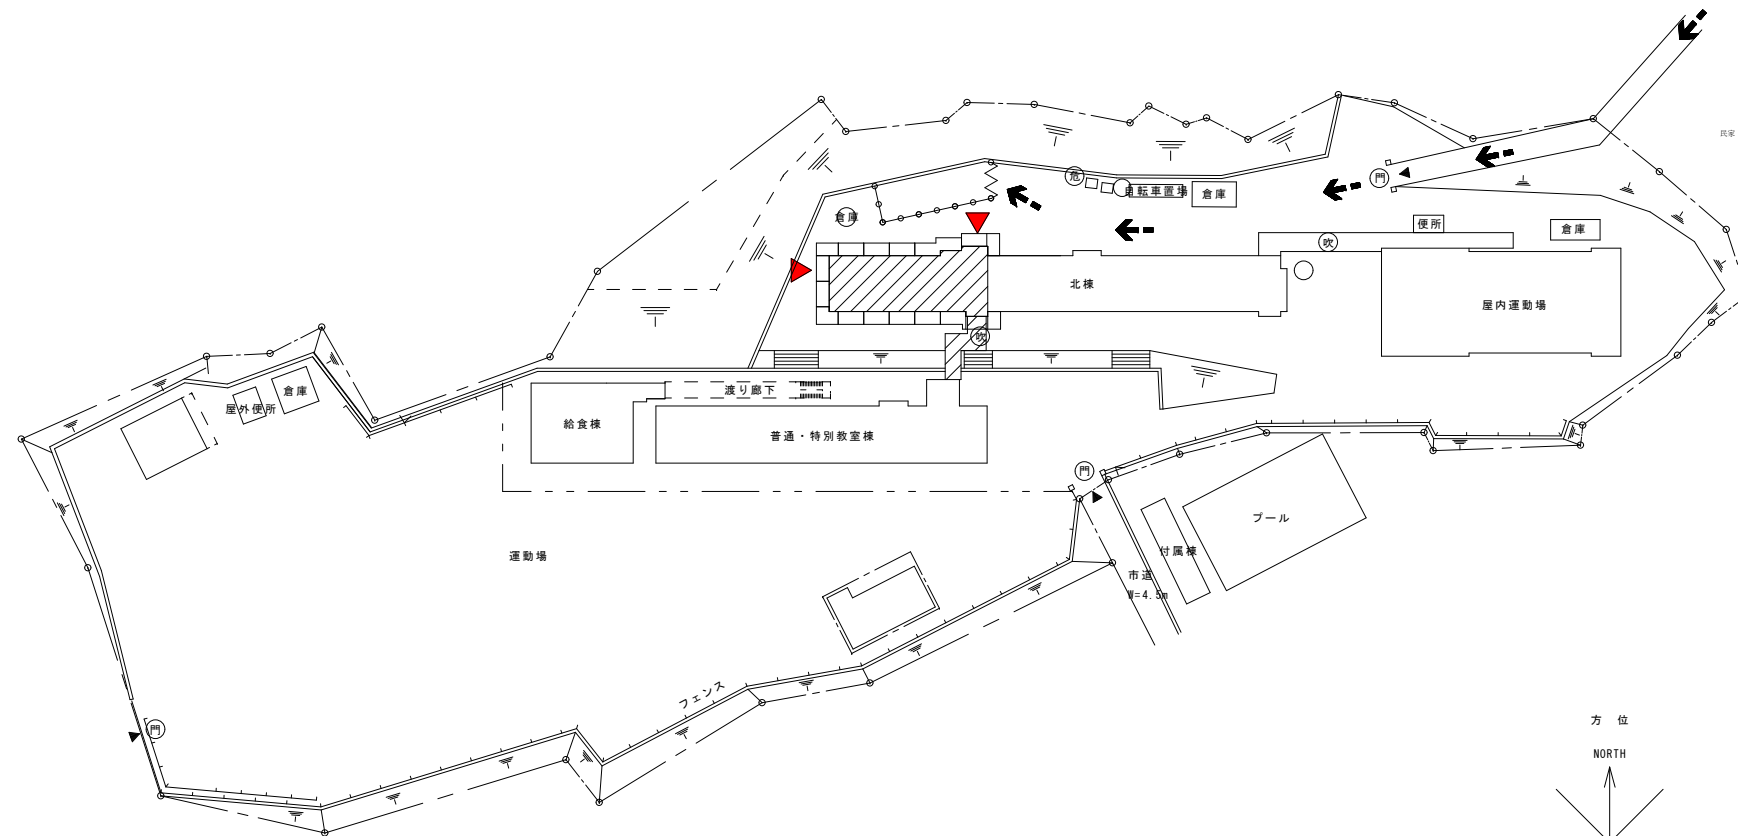 民家
危
自転車置場
倉庫
門
倉庫
便所
吹
倉庫
北棟
屋内運動場
吹
倉庫
屋外便所
渡り廊下
給食棟
普通・特別教室棟
門
プール
付属棟
市道
W=4.5m
運動場
フェンス
門
方 位
NORTH